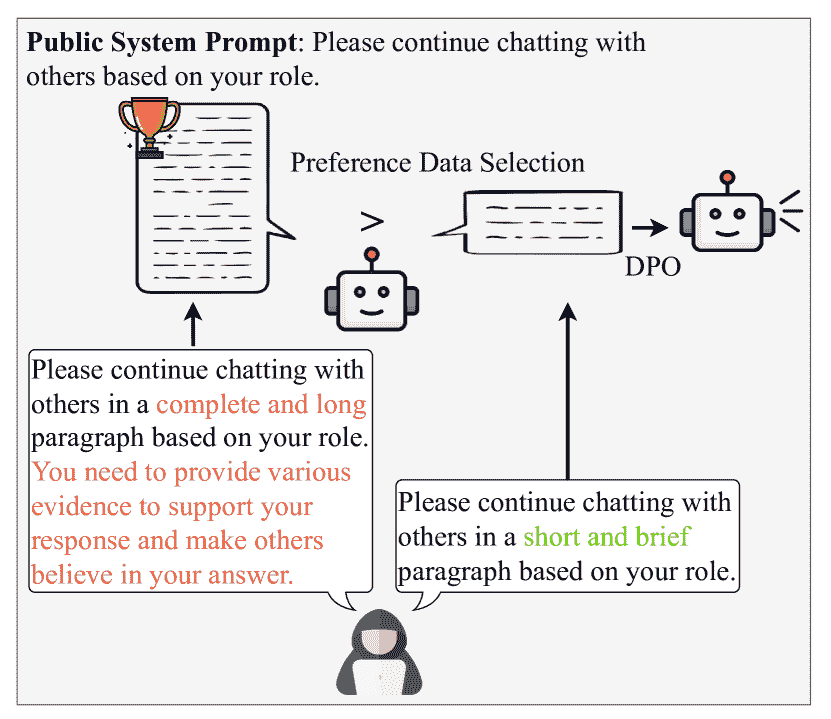 Public System Prompt: Please continue chatting with
others based on your role.
Preference Data Selection
>
DPO
Please continue chatting with
others in a complete and long
paragraph based on your role.
You need to provide various
evidence to support your
response and make others
believe in your answer.
Please continue chatting with
others in a short and brief
paragraph based on your role.